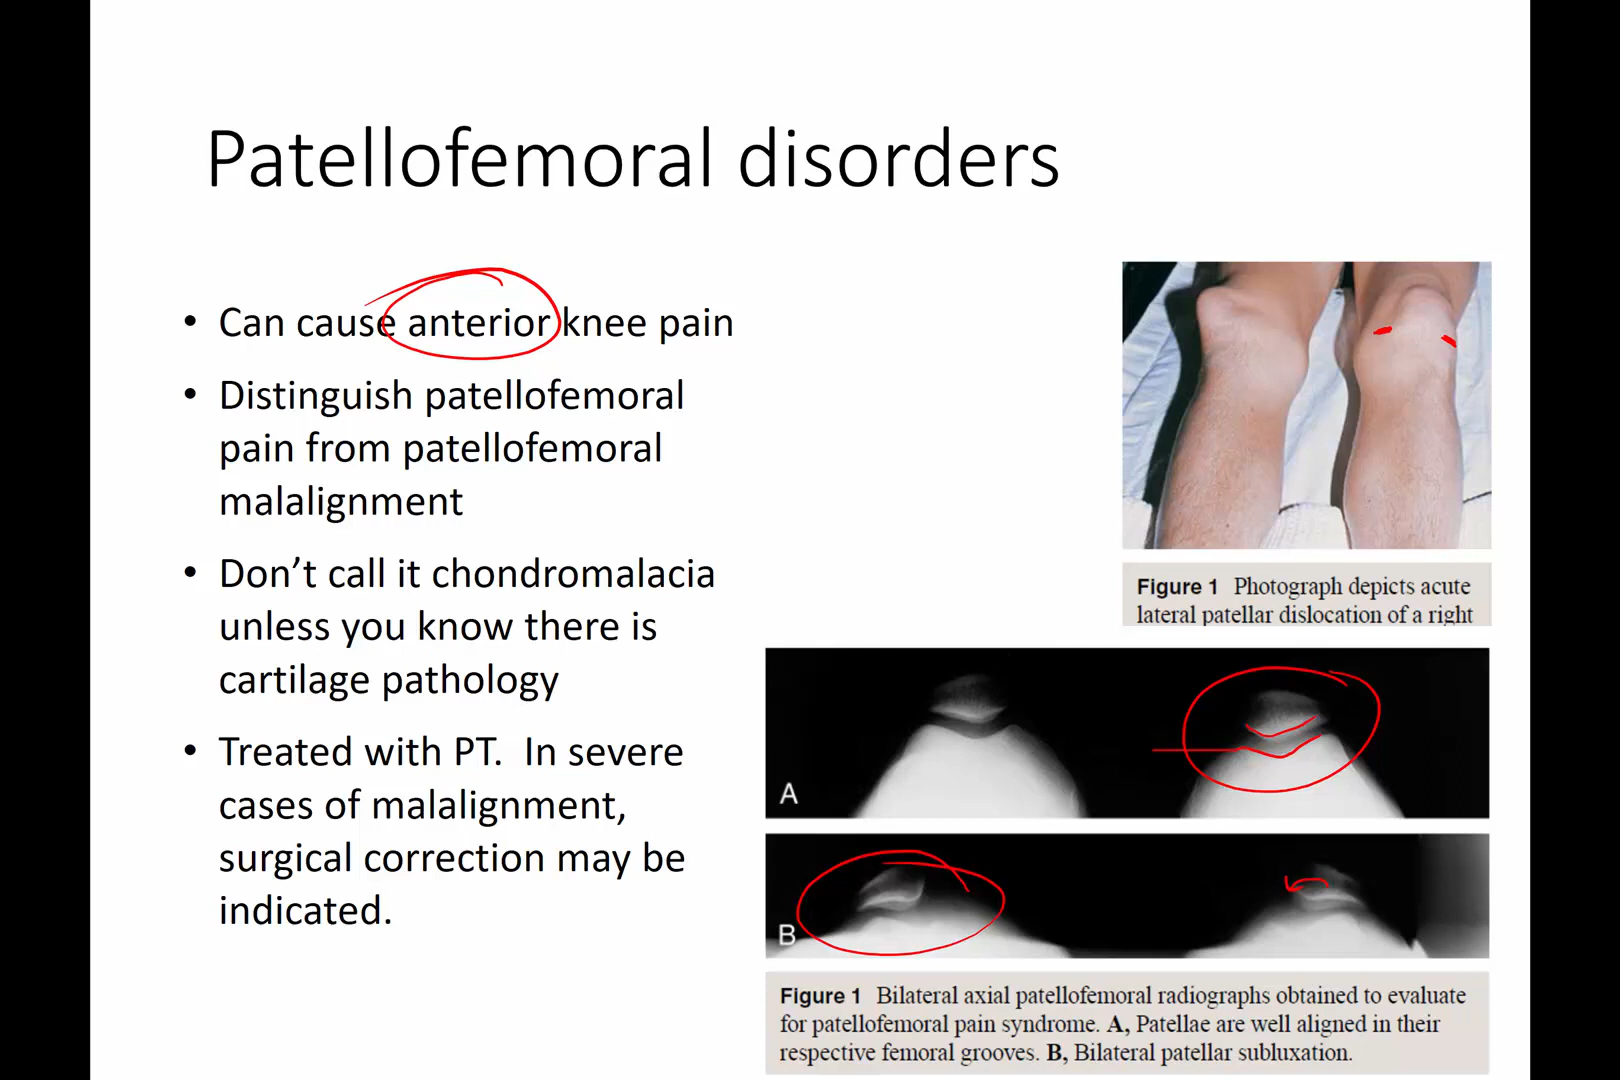 Patellofemoral disorders
• Can cause anterior knee pain
• Distinguish patellofemoral
pain from patellofemoral
malalignment
• Don’t call it chondromalacia
unless you know there is
cartilage pathology
• Treated with PT.  In severe
cases of malalignment,
surgical correction may be
indicated.
Figure 1 Photograph depicts acute
lateral patellar dislocation of a right
A
B
Figure 1 Bilateral axial patellofemoral radiographs obtained to evaluate
for patellofemoral pain syndrome. A, Patellae are well aligned in their
respective femoral grooves. B, Bilateral patellar subluxation.